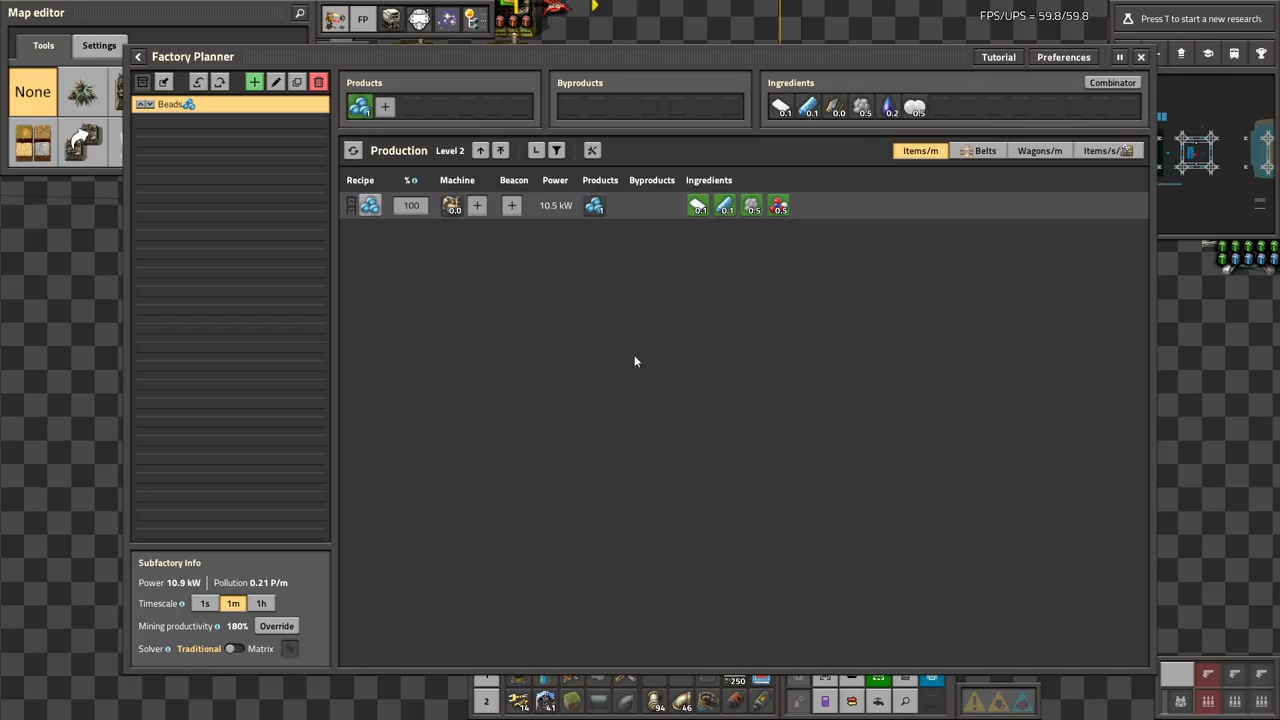 Map editor
FP
FPS/UPS = 59.8/59.8
Press T to start a new research.
Tools
Settings
Factory Planner
Tutorial
Preferences
Products
Byproducts
Ingredients
Combinator
None
Beads
1
0.1
0.1
0.0
0.5
0.2
0.5
Production
Level 2
L
Items/m
Belts
Wagons/m
Items/s/
Recipe
%
Machine
Beacon
Power
Products
Byproducts
Ingredients
100
0.0
10.5 kW
1
0.1
0.1
0.5
0.5
Subfactory Info
Power 10.9 kW
Pollution 0.21 P/m
Timescale
1s
1m
1h
Mining productivity
180%
Override
Solver
Traditional
Matrix
1
250
2
14
41
94
46